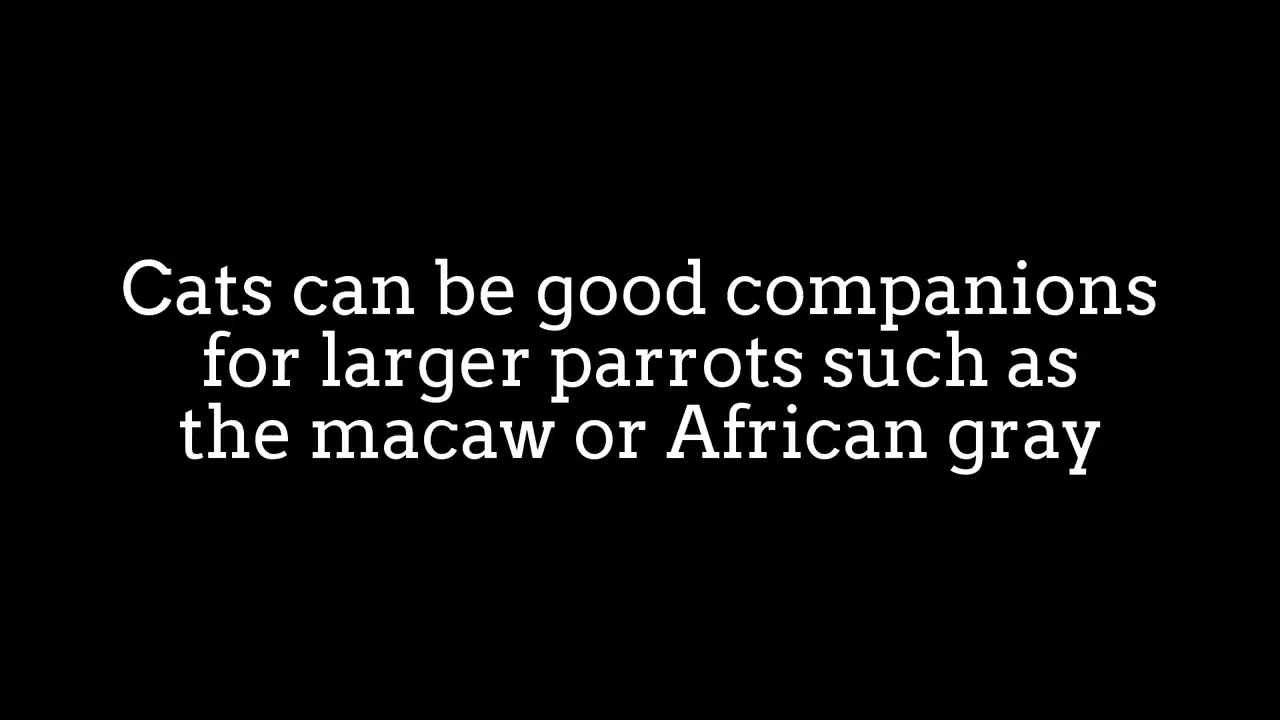 Cats can be good companions
for larger parrots such as
the macaw or African gray